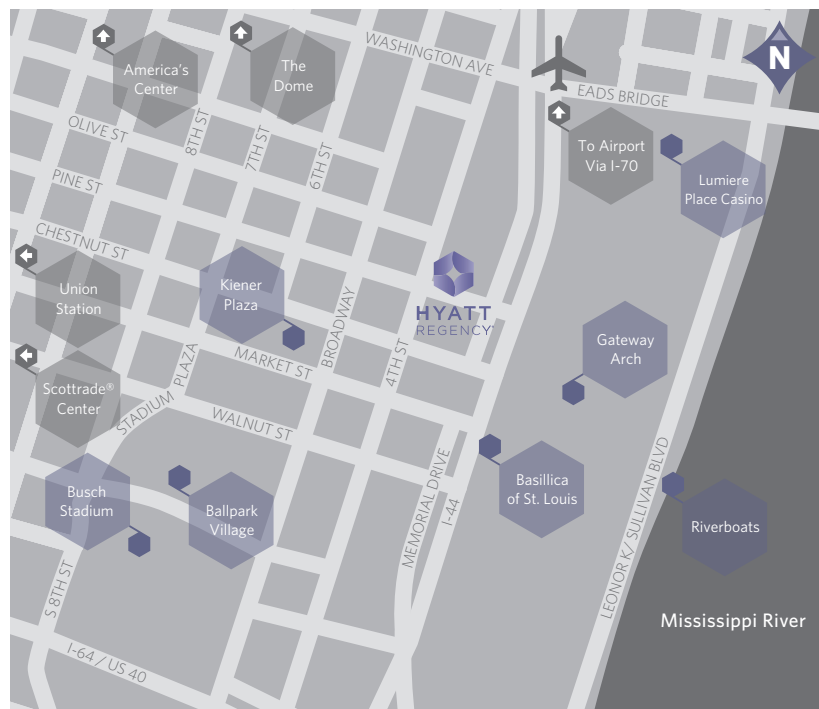 WASHINGTON AVE
N
America's
Center
The
Dome
EADS BRIDGE
OLIVE ST
8TH ST
7TH ST
6TH ST
To Airport
Via I-70
Lumiere
Place Casino
PINE ST
CHESTNUT ST
Union
Station
Kiener
Plaza
HYATT
REGENCY
BROADWAY
4TH ST
Gateway
Arch
MARKET ST
Scottrade®
Center
STADIUM PLAZA
WALNUT ST
Busch
Stadium
Ballpark
Village
MEMORIAL DRIVE
I-44
Basillica
of St. Louis
LEONOR K/ SULLIVAN BLVD
Riverboats
S 8TH ST
Mississippi River
I-64 / US 40